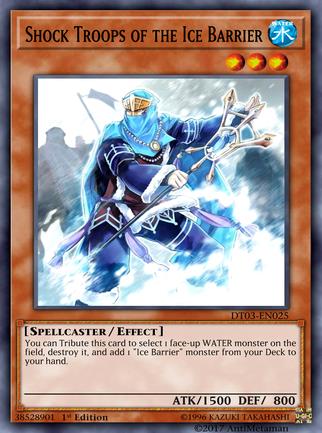 Shock Troops of the Ice Barrier
WATER
水
DT03-EN025
[Spellcaster / Effect]
You can Tribute this card to select 1 face-up WATER monster on
the field, destroy it, and add 1 "Ice Barrier" monster from your Deck to
your hand.
ATK/1500 DEF/ 800
38528901 1st Edition ©1996 KAZUKI TAKAHASHI
©2017 AntiMetaman